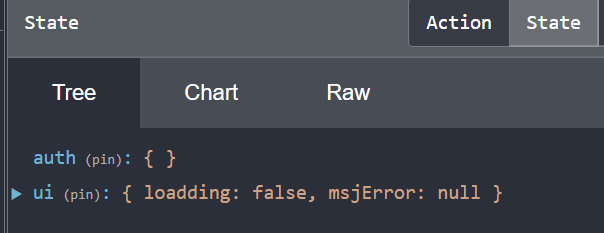 State Action State
Tree Chart Raw
auth (pin): { }
ui (pin): { loadding: false, msjError: null }